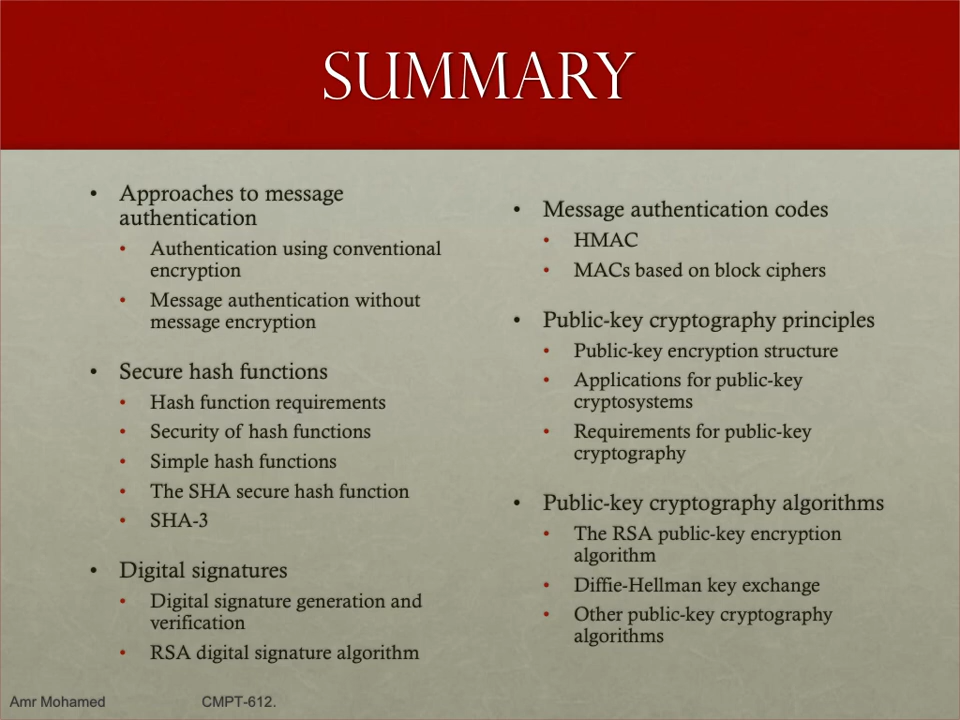 SUMMARY
• Approaches to message
authentication
• Authentication using conventional
encryption
• Message authentication without
message encryption
• Secure hash functions
• Hash function requirements
• Security of hash functions
• Simple hash functions
• The SHA secure hash function
• SHA-3
• Digital signatures
• Digital signature generation and
verification
• RSA digital signature algorithm
• Message authentication codes
• HMAC
• MACs based on block ciphers
• Public-key cryptography principles
• Public-key encryption structure
• Applications for public-key
cryptosystems
• Requirements for public-key
cryptography
• Public-key cryptography algorithms
• The RSA public-key encryption
algorithm
• Diffie-Hellman key exchange
• Other public-key cryptography
algorithms
Amr Mohamed CMPT-612.